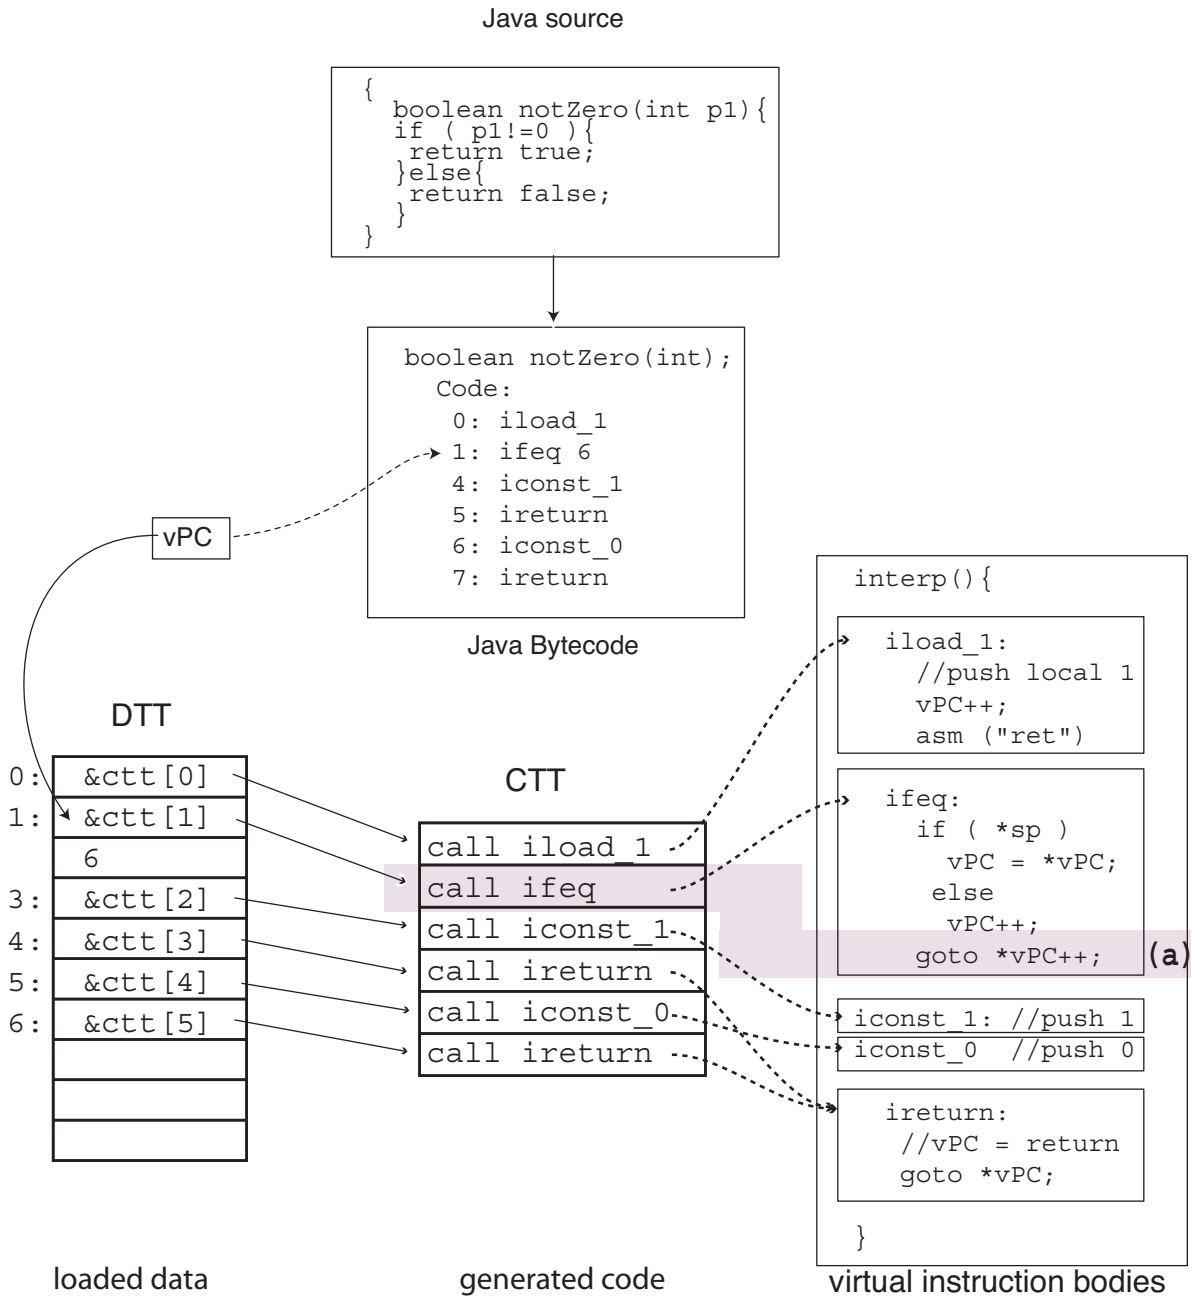 Java source
{
boolean notZero(int p1){
if ( p1!=0 ){
return true;
}else{
return false;
}
}
boolean notZero(int);
Code:
0: iload_1
1: ifeq 6
4: iconst_1
5: ireturn
6: iconst_0
7: ireturn
Java Bytecode
vPC
DTT
0: &ctt[0]
1: &ctt[1]
6
3: &ctt[2]
4: &ctt[3]
5: &ctt[4]
6: &ctt[5]
loaded data
CTT
call iload_1
call ifeq
call iconst_1
call ireturn
call iconst_0
call ireturn
generated code
interp(){
iload_1:
//push local 1
vPC++;
asm ("ret")
ifeq:
if ( *sp )
vPC = *vPC;
else
vPC++;
goto *vPC++; (a)
iconst_1: //push 1
iconst_0 //push 0
ireturn:
//vPC = return
goto *vPC;
}
virtual instruction bodies